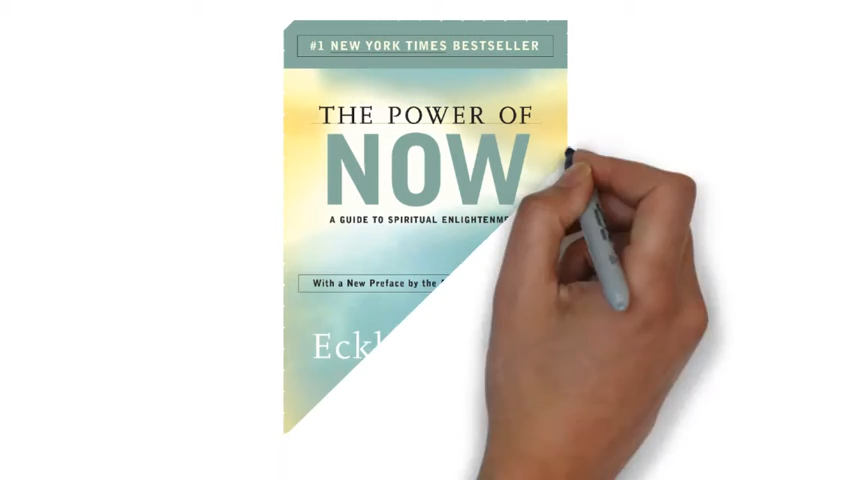 #1 NEW YORK TIMES BESTSELLER
THE POWER OF
NOW
A GUIDE TO SPIRITUAL
With a New Preface by the